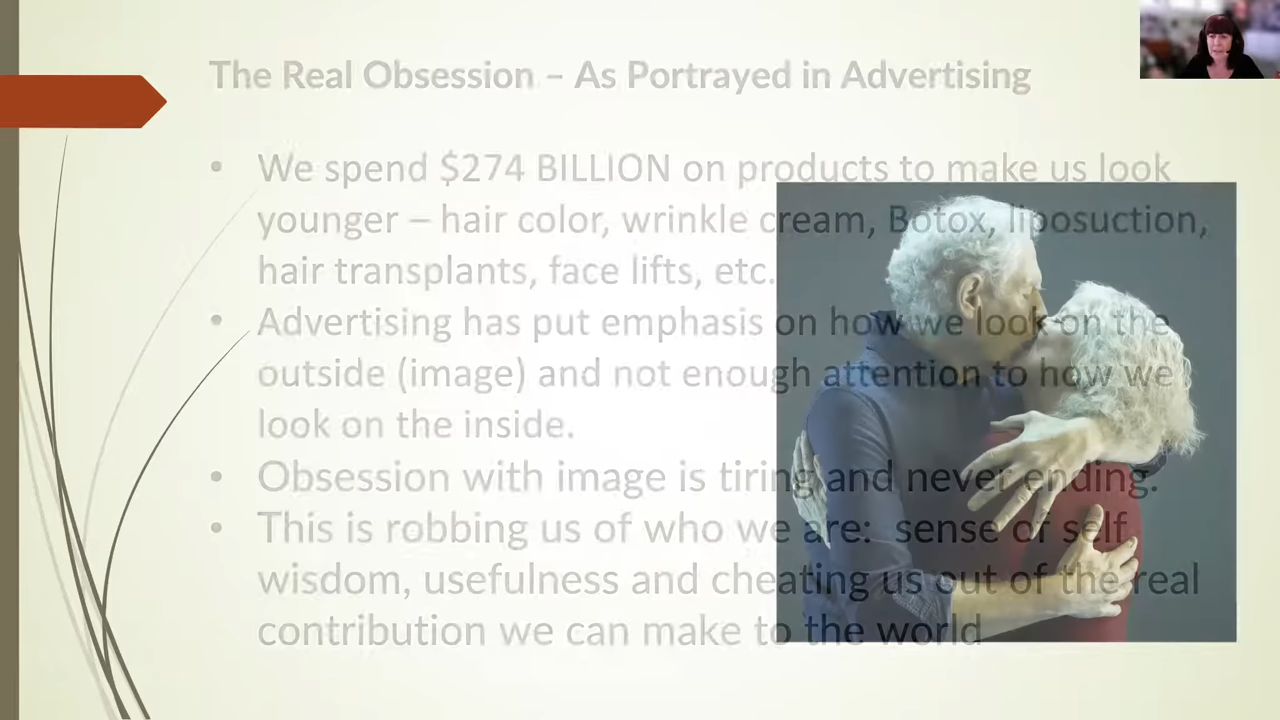 The Real Obsession – As Portrayed in Advertising
• We spend $274 BILLION on products to make us look
younger – hair color, wrinkle cream, Botox, liposuction,
hair transplants, face lifts, etc.
• Advertising has put emphasis on how we look on the
outside (image) and not enough attention to how we
look on the inside.
• Obsession with image is tiring and never ending.
• This is robbing us of who we are: sense of self
wisdom, usefulness and cheating us out of the real
contribution we can make to the world